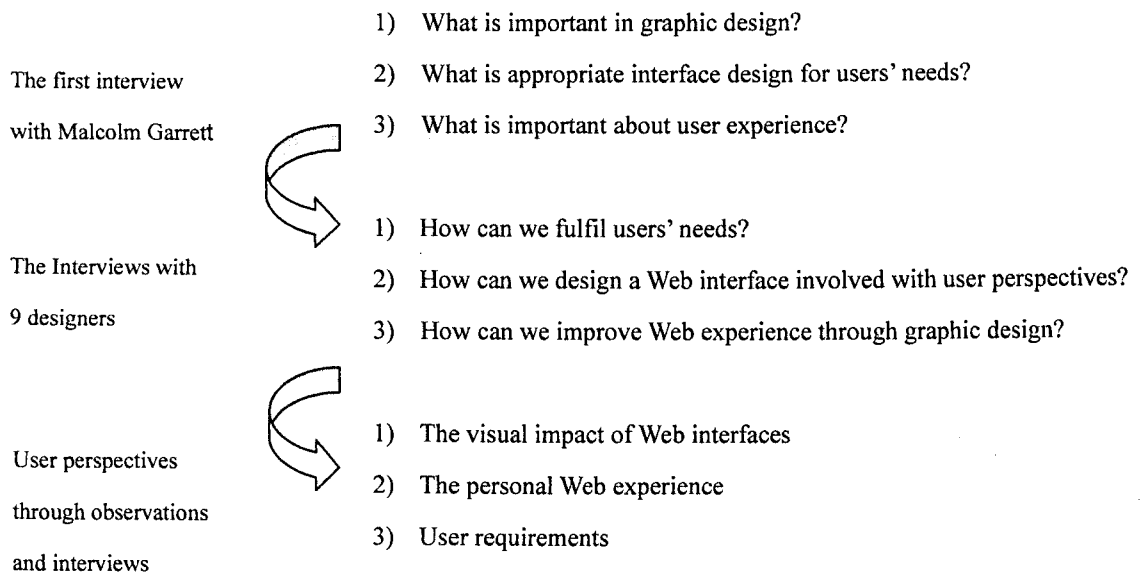 1) What is important in graphic design?
The first interview
2) What is appropriate interface design for users' needs?
with Malcolm Garrett
3) What is important about user experience?
1) How can we fulfil users' needs?
The Interviews with
2) How can we design a Web interface involved with user perspectives?
9 designers
3) How can we improve Web experience through graphic design?
1) The visual impact of Web interfaces
User perspectives
2) The personal Web experience
through observations
3) User requirements
and interviews